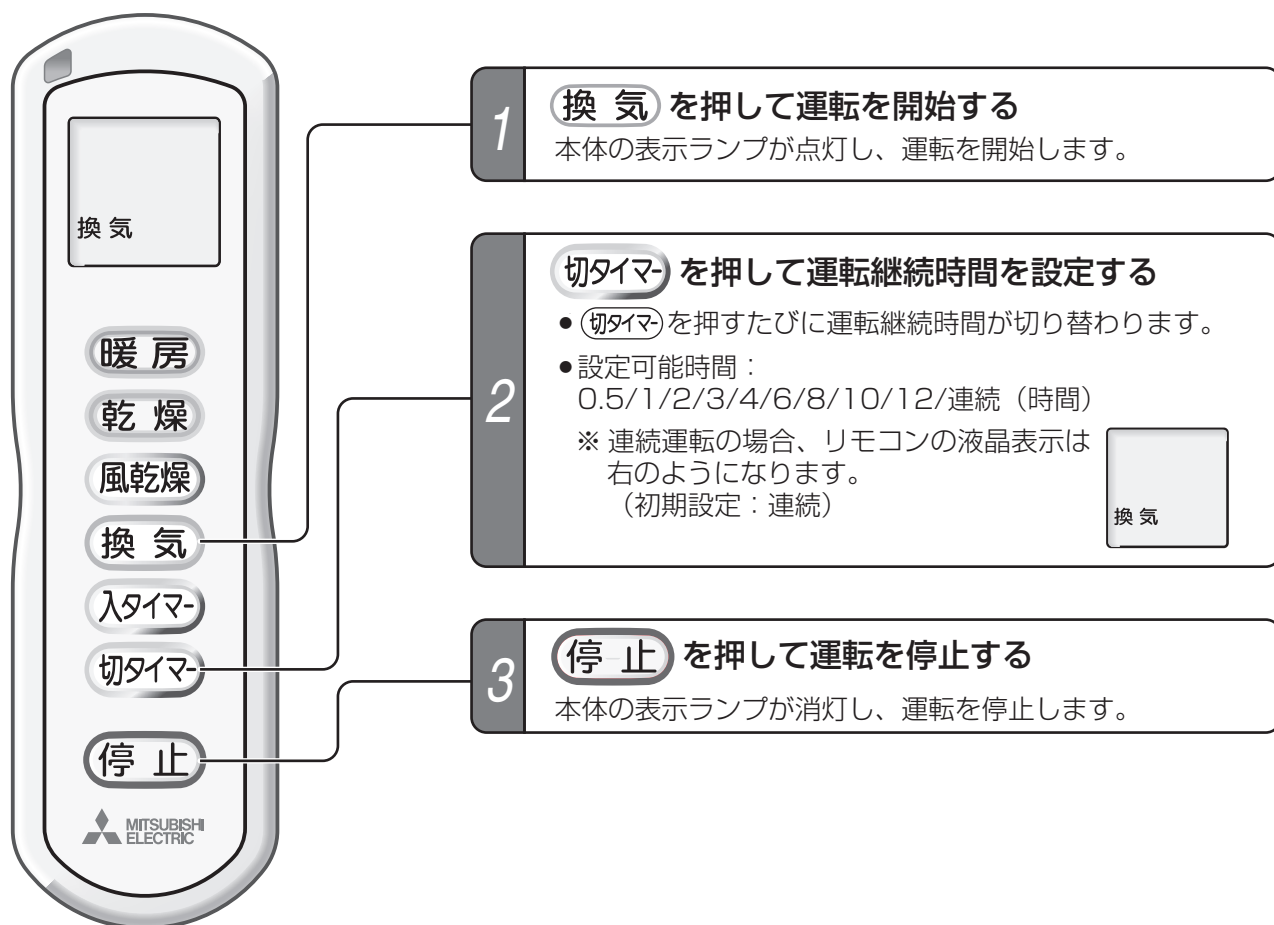 換 気
暖 房
乾 燥
風乾燥
換 気
入タイマー
切タイマー
停 止
MITSUBISHI
ELECTRIC
1
換 気 を押して運転を開始する
本体の表示ランプが点灯し、運転を開始します。
2
切タイマー を押して運転継続時間を設定する
●切タイマーを押すたびに運転継続時間が切り替わります。
●設定可能時間：
0.5/1/2/3/4/6/8/10/12/連続（時間）
※ 連続運転の場合、リモコンの液晶表示は
右のようになります。
（初期設定：連続）
換 気
3
停 止 を押して運転を停止する
本体の表示ランプが消灯し、運転を停止します。